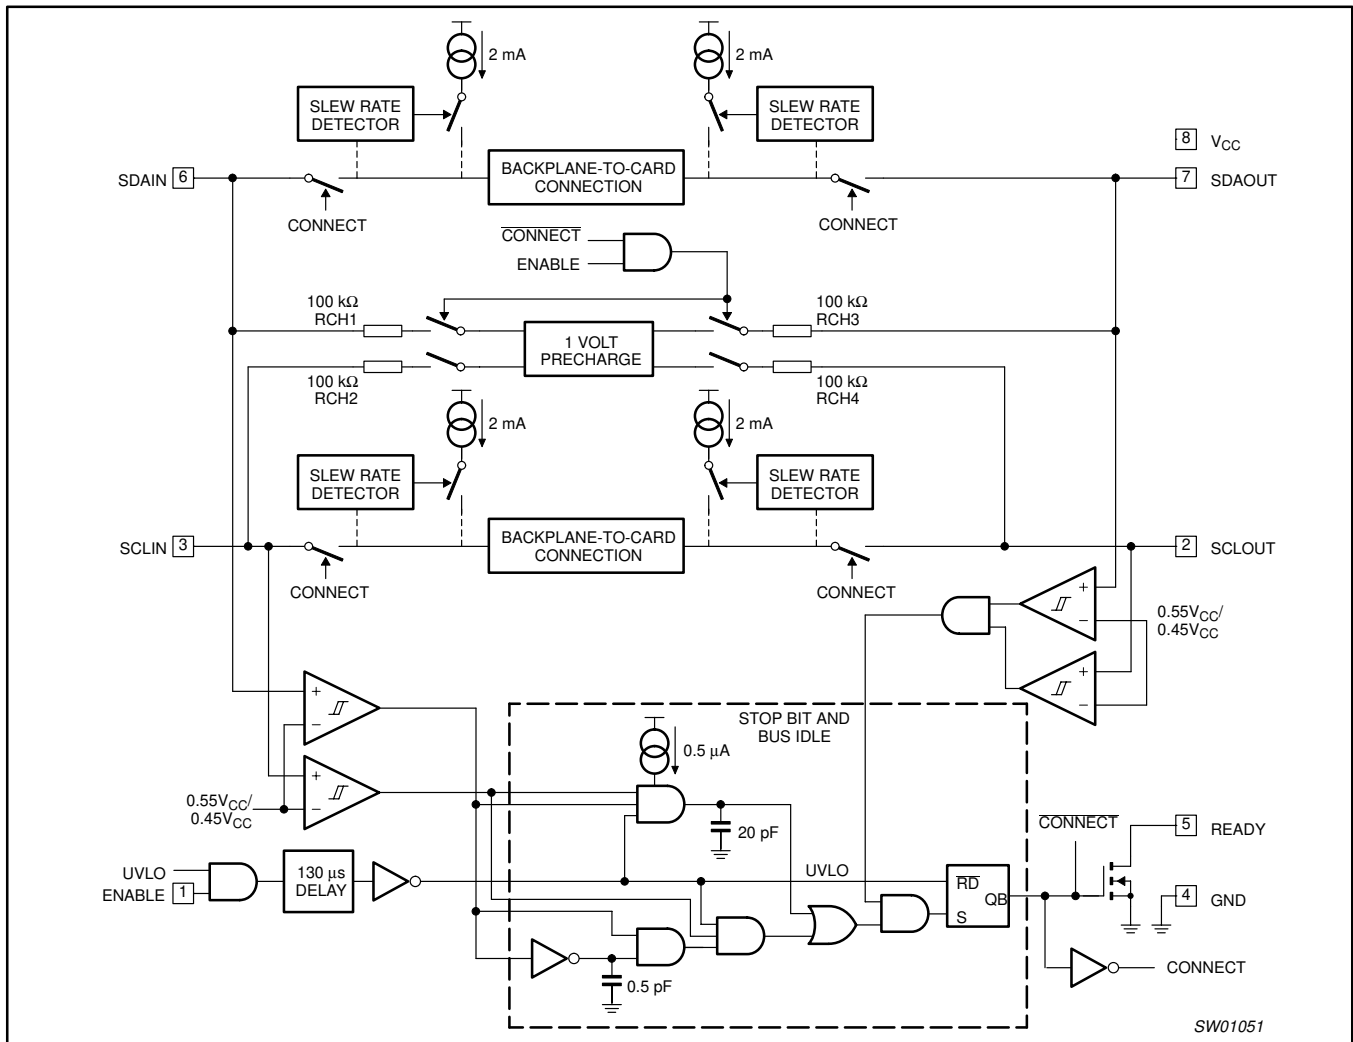 2 mA
2 mA
SLEW RATE
DETECTOR
SLEW RATE
DETECTOR
8 VCC
SDAIN 6
BACKPLANE-TO-CARD
CONNECTION
7 SDAOUT
CONNECT
CONNECT
CONNECT
ENABLE
100 kΩ
RCH1
100 kΩ
RCH3
1 VOLT
PRECHARGE
100 kΩ
RCH2
100 kΩ
RCH4
2 mA
2 mA
SLEW RATE
DETECTOR
SLEW RATE
DETECTOR
SCLIN 3
BACKPLANE-TO-CARD
CONNECTION
2 SCLOUT
CONNECT
CONNECT
+
−
0.55VCC/
0.45VCC
+
−
+
−
STOP BIT AND
BUS IDLE
0.5 µA
+
−
0.55VCC/
0.45VCC
20 pF
CONNECT
5 READY
UVLO
ENABLE 1
130 µs
DELAY
UVLO
RD
QB
S
4 GND
0.5 pF
CONNECT
SW01051